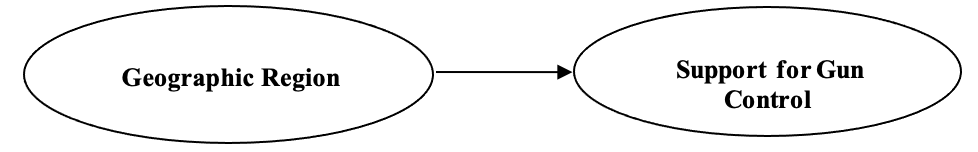 Geographic Region
Support for Gun
Control